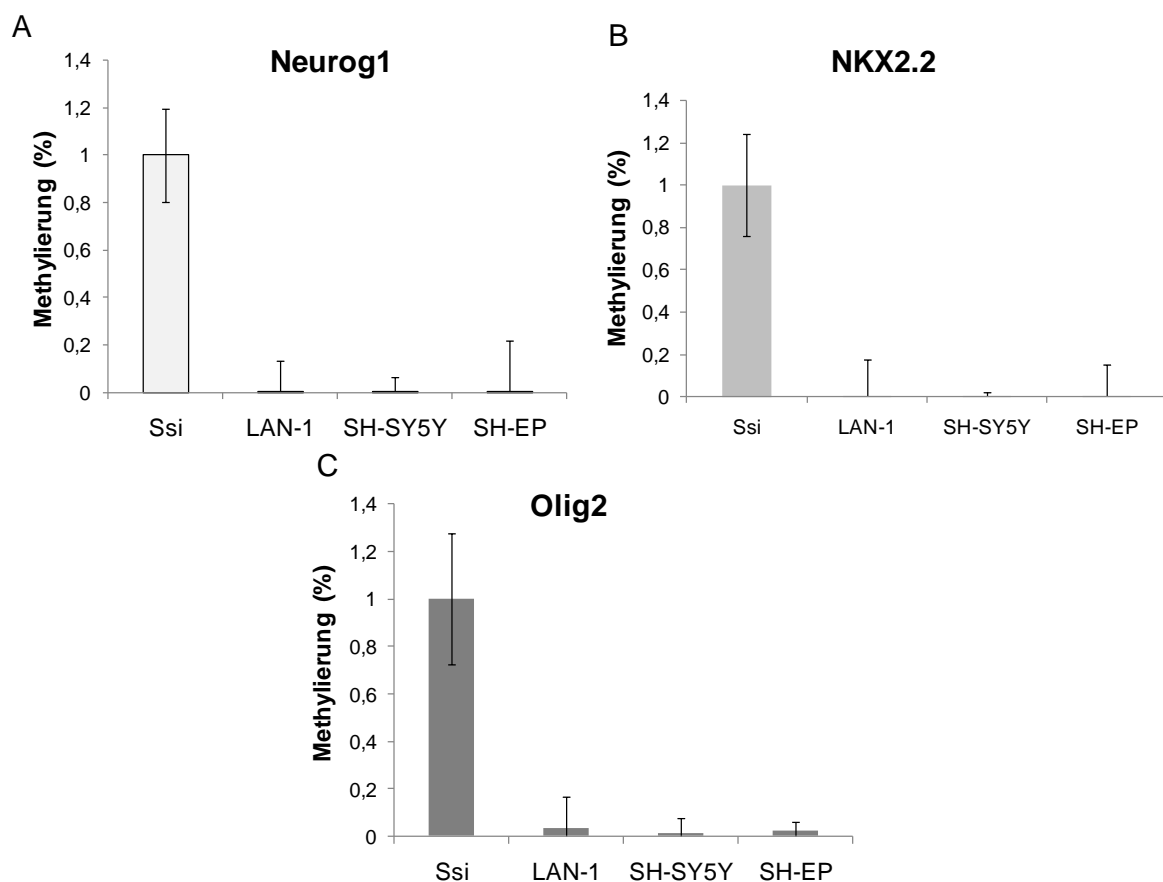 A
Neurog1
Methylierung (%)
1,4
1,2
1
0,8
0,6
0,4
0,2
0
Ssi LAN-1 SH-SY5Y SH-EP
B
NKX2.2
Methylierung (%)
1,4
1,2
1
0,8
0,6
0,4
0,2
0
Ssi LAN-1 SH-SY5Y SH-EP
C
Olig2
Methylierung (%)
1,4
1,2
1
0,8
0,6
0,4
0,2
0
Ssi LAN-1 SH-SY5Y SH-EP